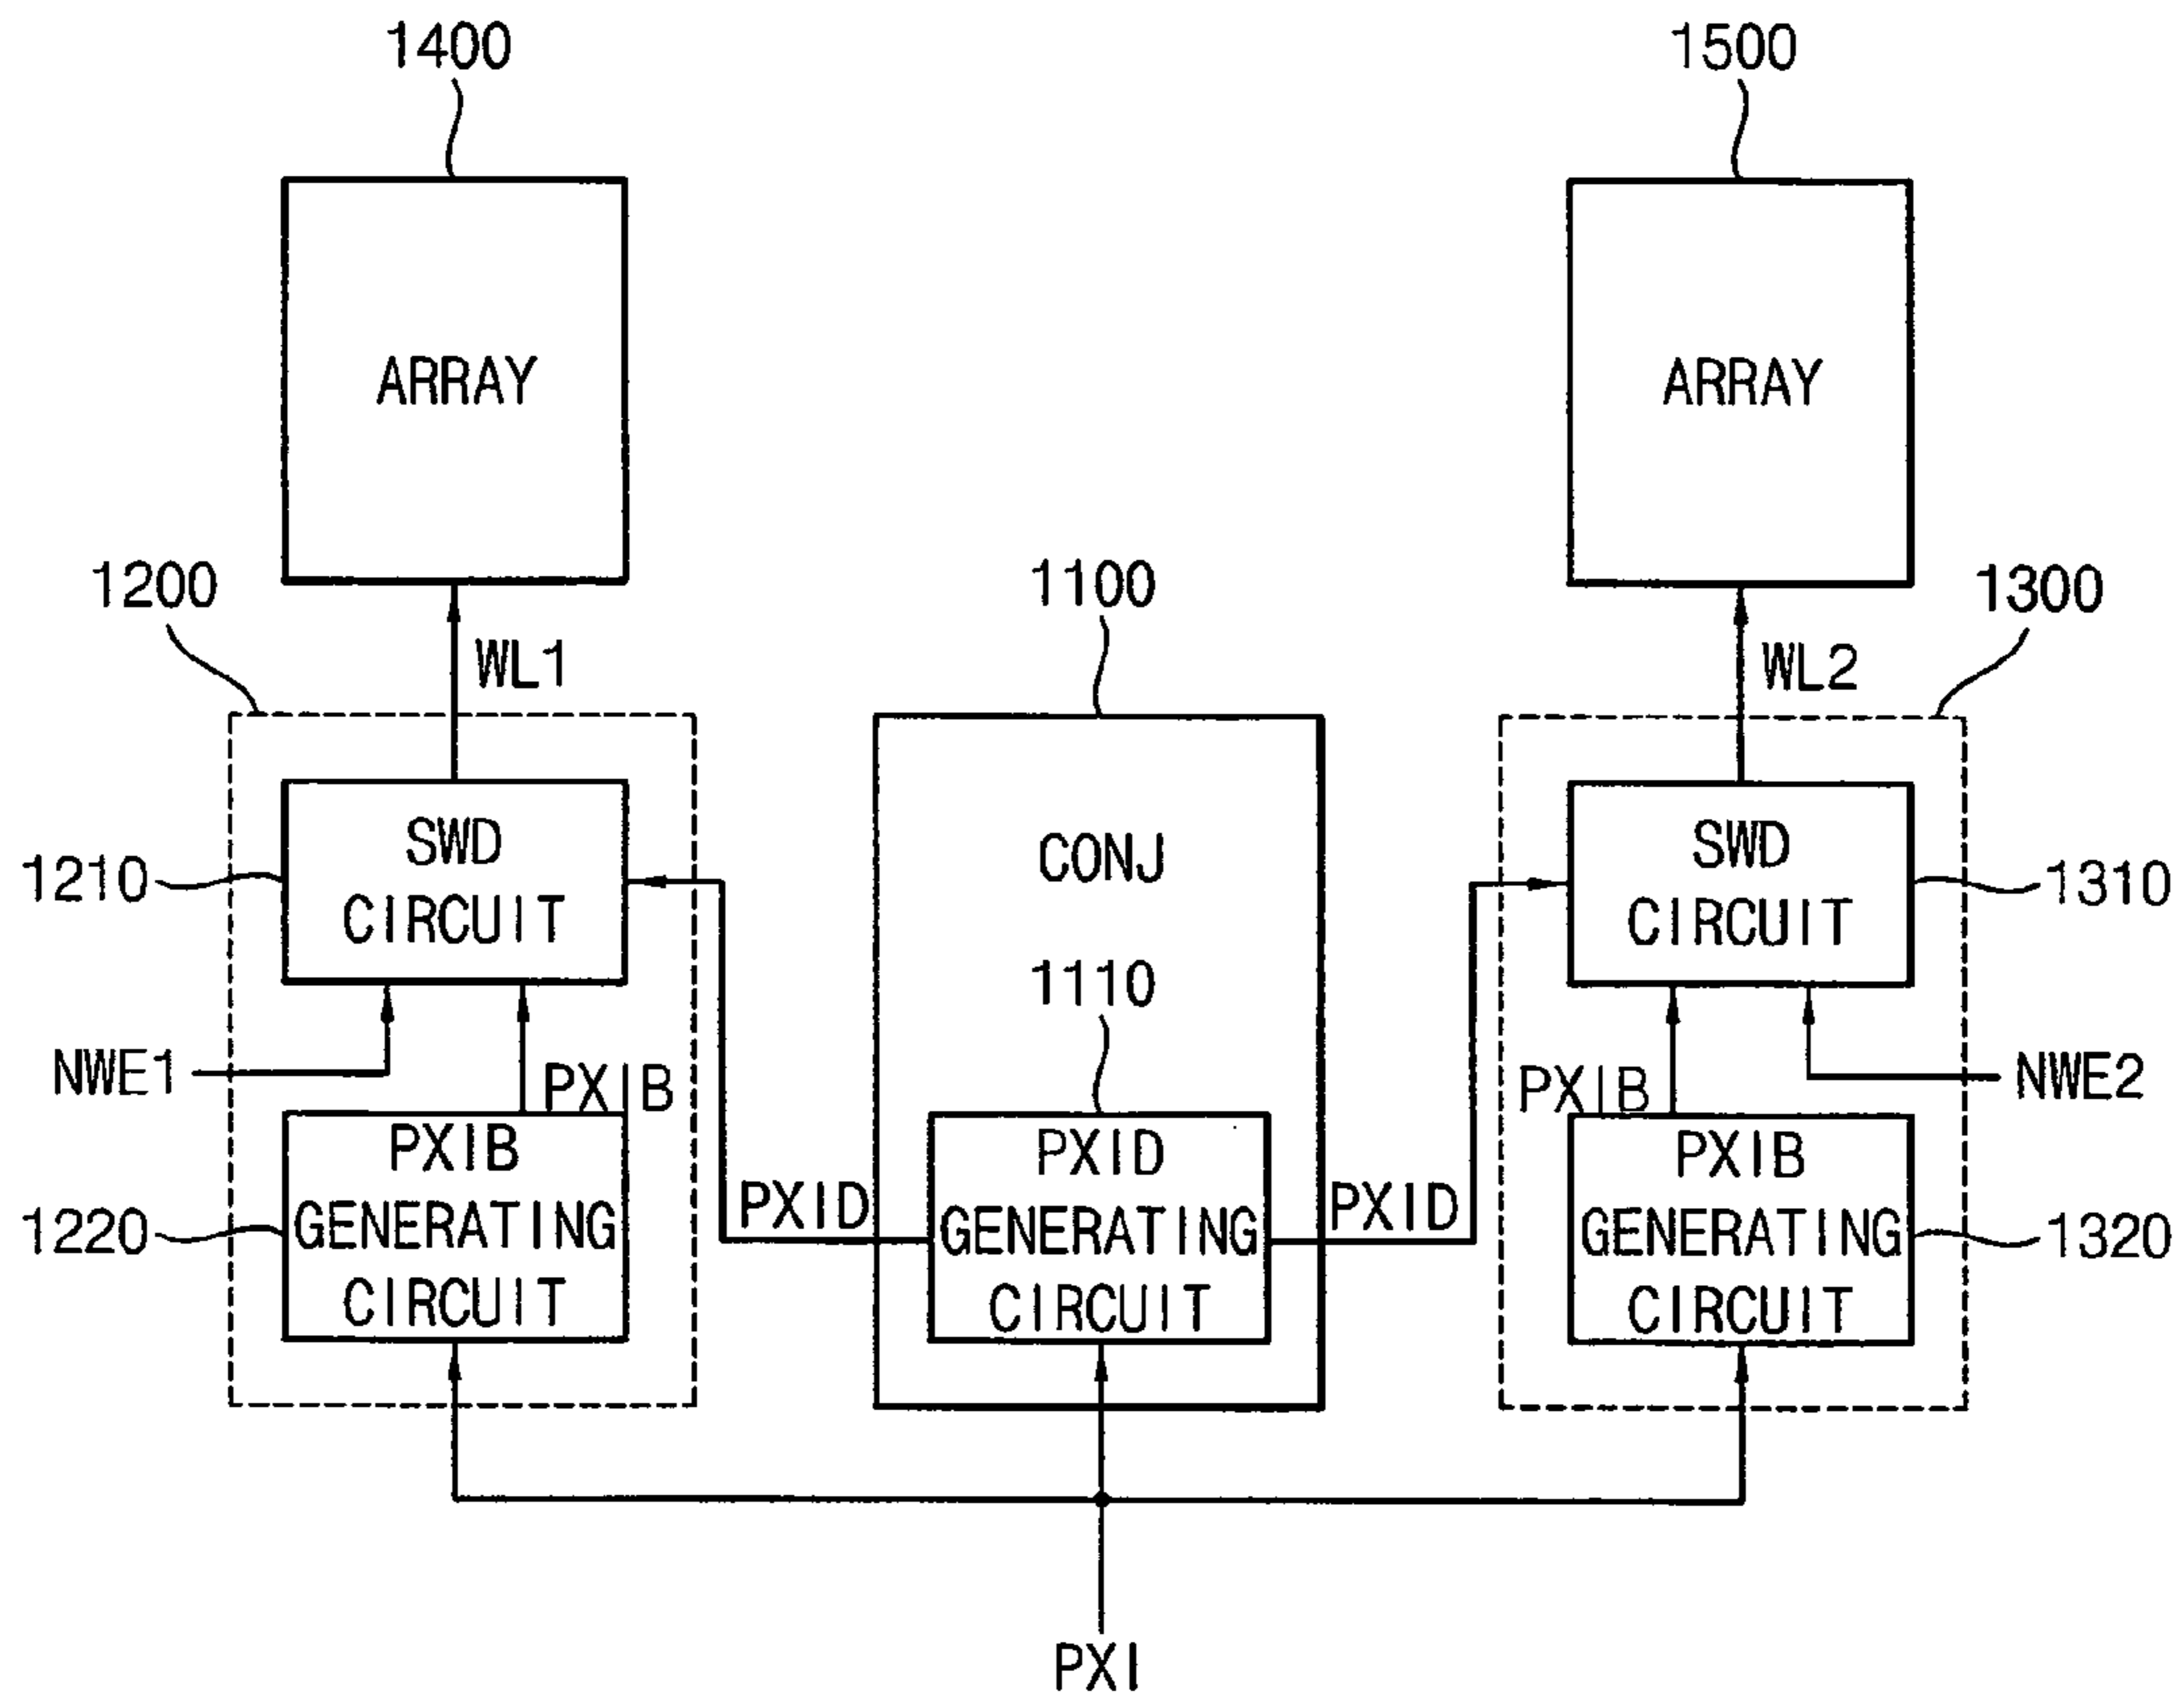 1400
1500
ARRAY
ARRAY
1200
1100
1300
WL1
WL2
SWD
CIRCUIT
CONJ
SWD
CIRCUIT
1210
1310
1110
NWE1
PXIB
PXIB
NWE2
PXIB
GENERATING
CIRCUIT
PXID
GENERATING
CIRCUIT
PXIB
GENERATING
CIRCUIT
PXID
PXID
1220
1320
PXI